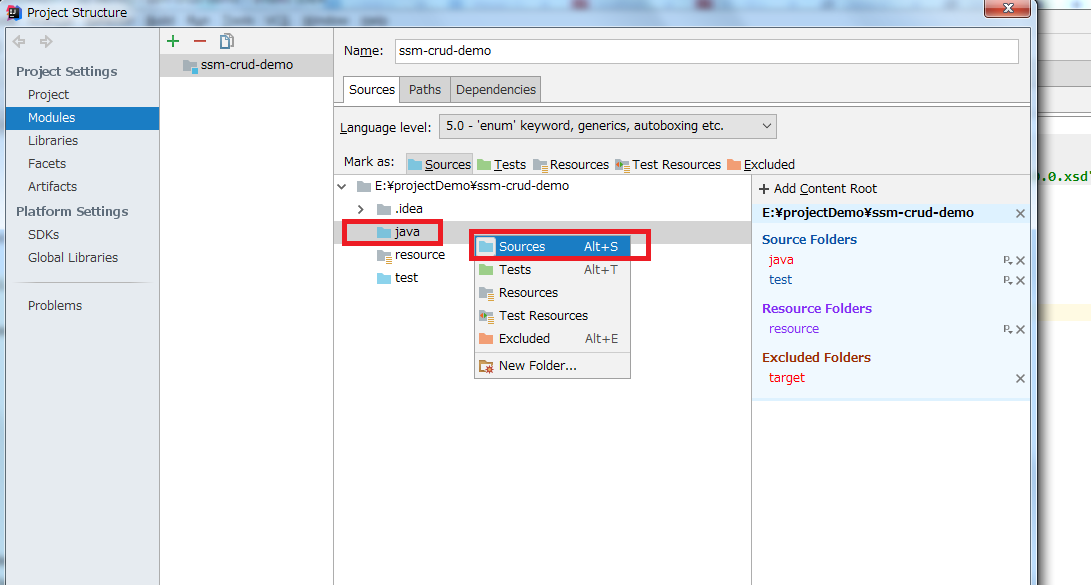 Project Structure
Name: ssm-crud-demo
Project Settings
Project
Modules
Libraries
Facets
Artifacts
Platform Settings
SDKs
Global Libraries
Problems
ssm-crud-demo
Sources Paths Dependencies
Language level: 5.0 - 'enum' keyword, generics, autoboxing etc.
Mark as: Sources Tests Resources Test Resources Excluded
E:¥projectDemo¥ssm-crud-demo
.idea
java
resource
test
Sources Alt+S
Tests Alt+T
Resources
Test Resources
Excluded Alt+E
New Folder...
+ Add Content Root
E:¥projectDemo¥ssm-crud-demo
Source Folders
java
test
Resource Folders
resource
Excluded Folders
target
.0.xsd"